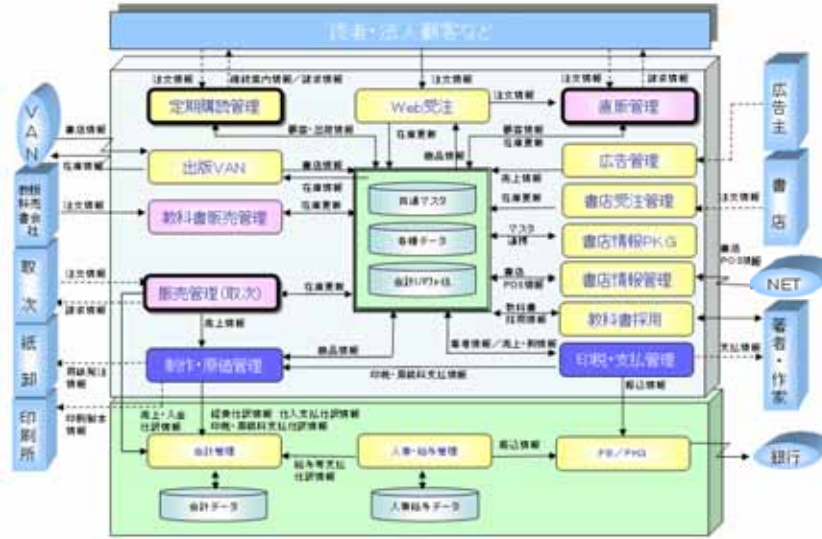 読者・法人顧客など
注文情報
継続案内情報／請求情報
注文情報
注文情報
請求情報
定期購読管理
Web受注
注文情報
直販管理
VAN
書店情報
顧客・出荷情報
在庫更新
顧客情報
在庫更新
商品情報
広告主
在庫情報
出版VAN
書店情報
在庫情報
売上情報
広告管理
教科書販売会社
注文情報
教科書販売管理
在庫更新
共通マスタ
在庫更新
書店受注管理
注文情報
書店
各種データ
マスタ
連携
書店情報PKG
取次
注文情報
請求情報
販売管理(取次)
在庫更新
書店
POS情報
書店情報管理
書店
POS情報
NET
売上情報
教科書
採用情報
教科書採用
紙卸
用紙発注
情報
制作・原価管理
商品情報
印税・原稿料支払情報
印税・支払管理
支払情報
著者・作家
印刷所
印刷製本
情報
売上・入金
仕訳情報
経費仕訳情報 仕入支払仕訳情報
印税・原稿料支払仕訳情報
振込情報
会計管理
給与等支払
仕訳情報
人事・給与管理
振込情報
FB／PKG
銀行
会計データ
人事給与データ